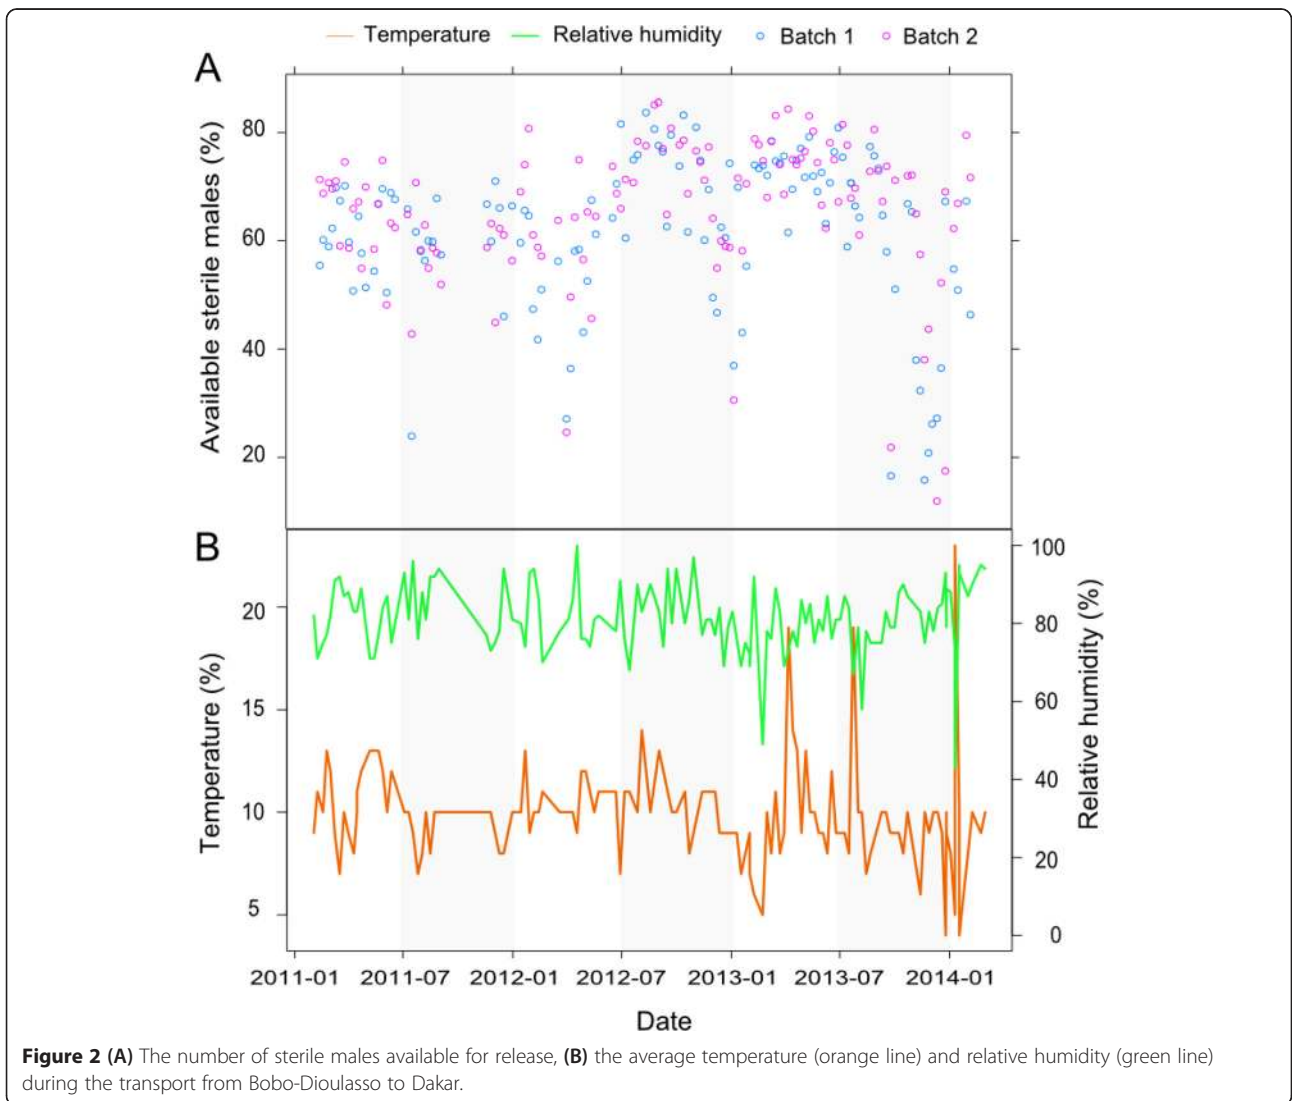 Temperature Relative humidity Batch 1 Batch 2
A
Available sterile males (%)
80
60
40
20
B
Temperature (%)
20
15
10
5
100
80
60
40
20
0
Relative humidity (%)
2011-01 2011-07 2012-01 2012-07 2013-01 2013-07 2014-01
Date
Figure 2 (A) The number of sterile males available for release, (B) the average temperature (orange line) and relative humidity (green line)
during the transport from Bobo-Dioulasso to Dakar.